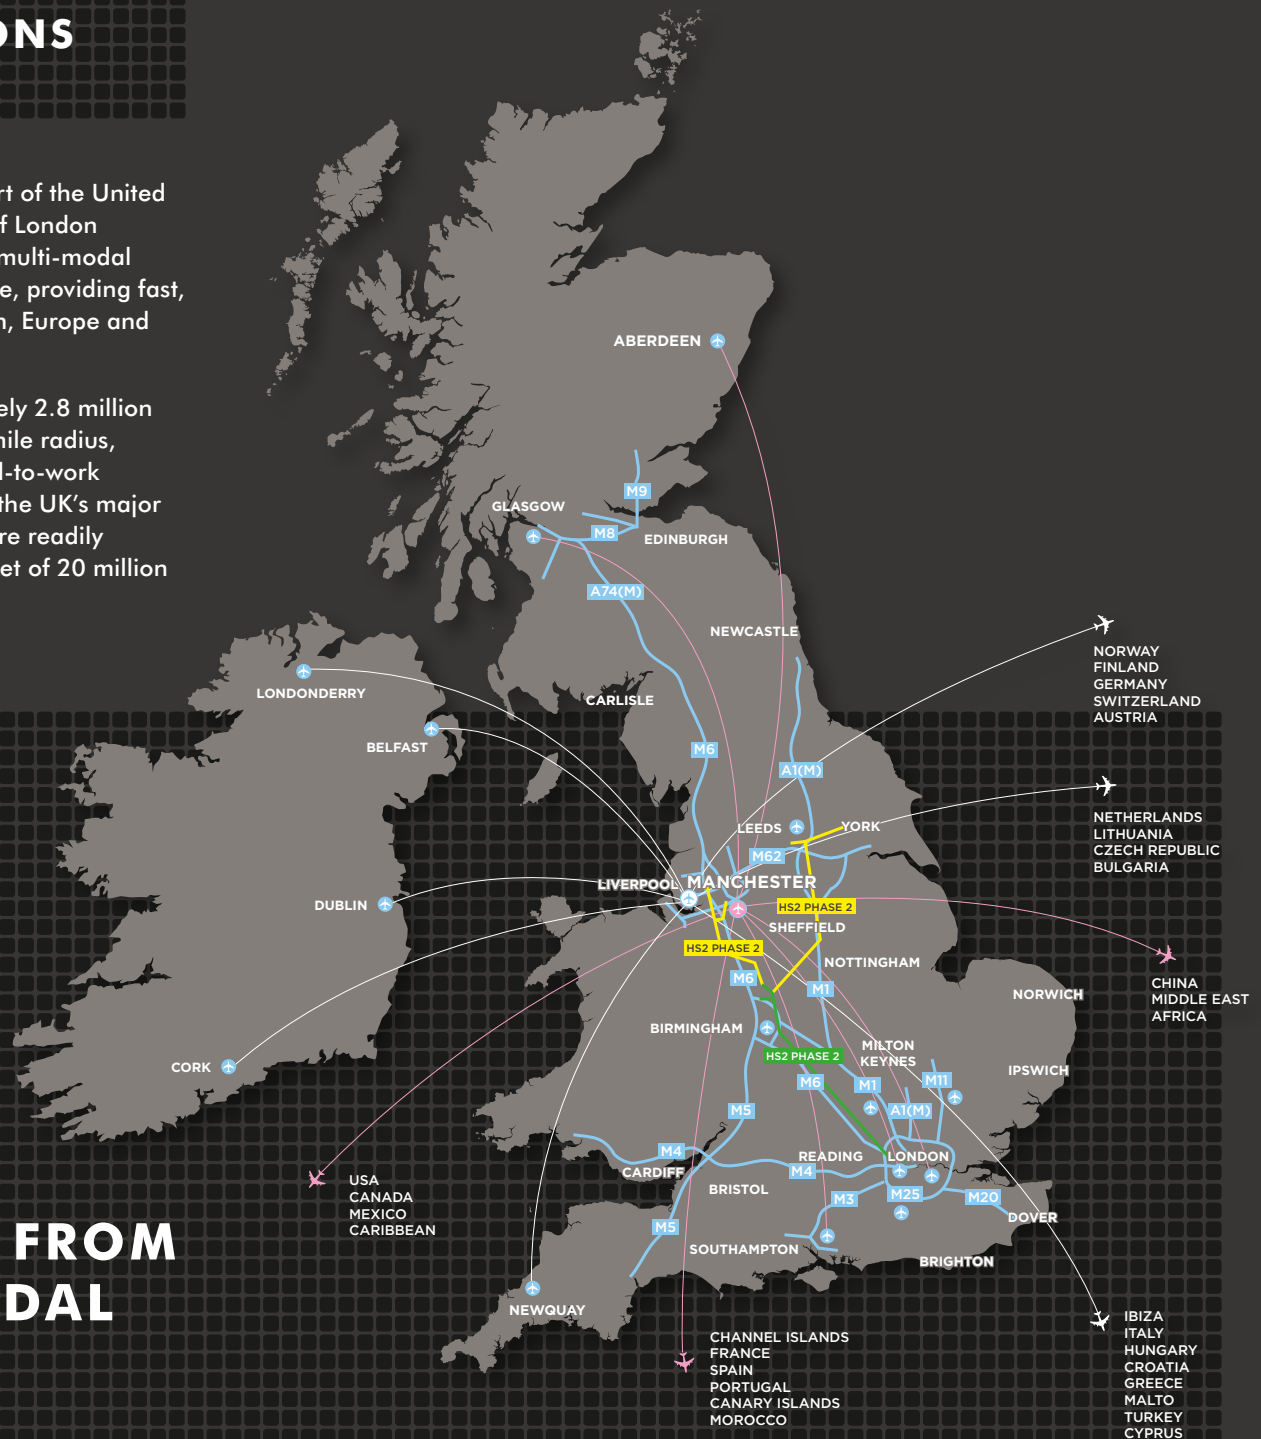 ONS
rt of the United
f London
multi-modal
e, providing fast,
n, Europe and
ely 2.8 million
nile radius,
l-to-work
the UK's major
re readily
et of 20 million
ABERDEEN
M9
GLASGOW
M8
EDINBURGH
A74(M)
NEWCASTLE
NORWAY
FINLAND
GERMANY
SWITZERLAND
AUSTRIA
LONDONDERRY
CARLISLE
BELFAST
M6
A1(M)
NETHERLANDS
LITHUANIA
CZECH REPUBLIC
BULGARIA
LEEDS
YORK
M62
LIVERPOOL
MANCHESTER
DUBLIN
HS2 PHASE 2
SHEFFIELD
HS2 PHASE 2
NOTTINGHAM
M6
M1
CHINA
MIDDLE EAST
AFRICA
NORWICH
BIRMINGHAM
MILTON
KEYNES
HS2 PHASE 2
CORK
IPSWICH
M6
M1
M11
M5
A1(M)
M4
READING
LONDON
CARDIFF
M4
USA
CANADA
MEXICO
CARIBBEAN
BRISTOL
M3
M25
M20
DOVER
M5
SOUTHAMPTON
BRIGHTON
FROM
DAL
NEWQUAY
CHANNEL ISLANDS
FRANCE
SPAIN
PORTUGAL
CANARY ISLANDS
MOROCCO
IBIZA
ITALY
HUNGARY
CROATIA
GREECE
MALTO
TURKEY
CYPRUS